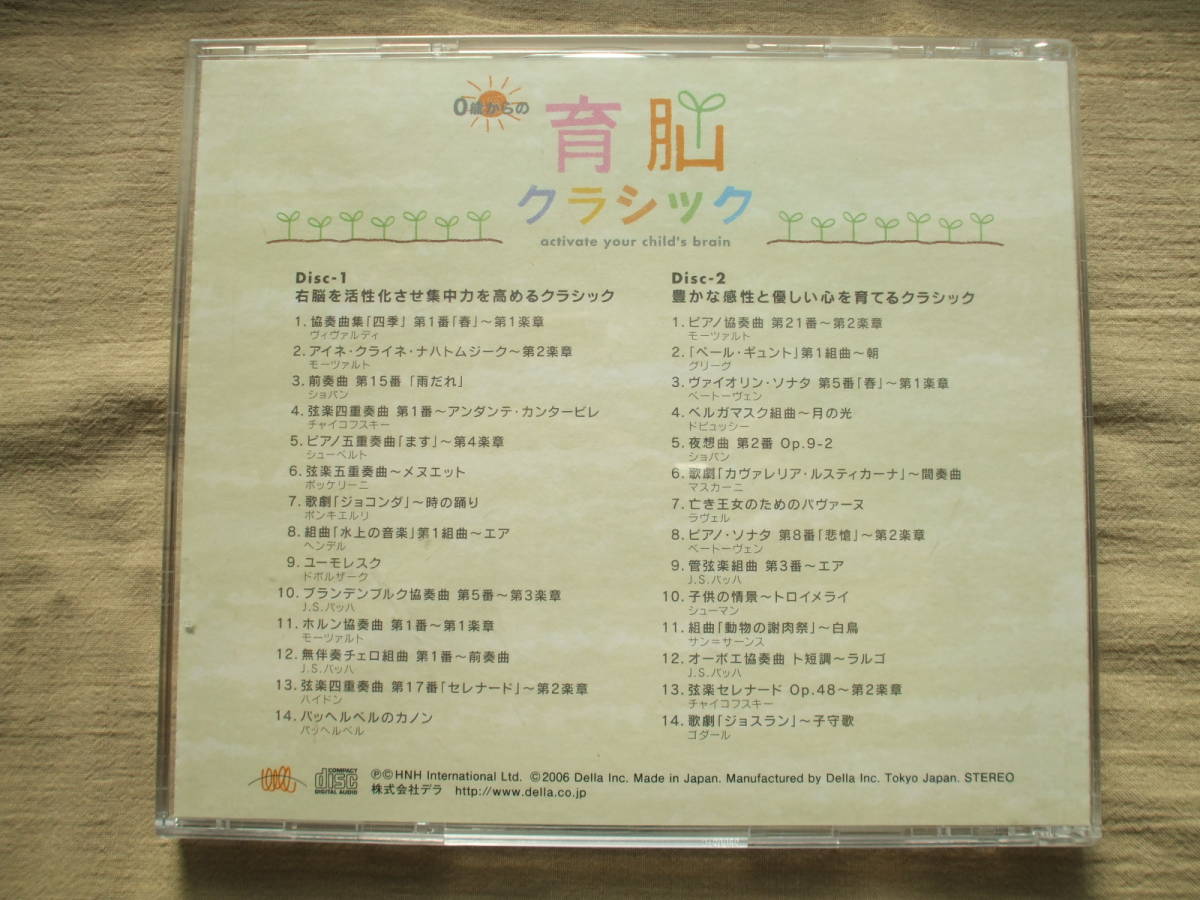 0歳からの
育脳
クラシック
activate your child's brain
Disc-1
右脳を活性化させ集中力を高めるクラシック
1. 協奏曲集「四季」 第1番「春」〜第1楽章
ヴィヴァルディ
2. アイネ・クライネ・ナハトムジーク〜第2楽章
モーツァルト
3. 前奏曲 第15番 「雨だれ」
ショパン
4. 弦楽四重奏曲 第1番〜アンダンテ・カンタービレ
チャイコフスキー
5. ピアノ五重奏曲「ます」〜第4楽章
シューベルト
6. 弦楽五重奏曲〜メヌエット
ボッケリーニ
7. 歌劇「ジョコンダ」〜時の踊り
ポンキエルリ
8. 組曲「水上の音楽」第1組曲〜エア
ヘンデル
9. ユーモレスク
ドボルザーク
10. ブランデンブルク協奏曲 第5番〜第3楽章
J.S.バッハ
11. ホルン協奏曲 第1番〜第1楽章
モーツァルト
12. 無伴奏チェロ組曲 第1番〜前奏曲
J.S.バッハ
13. 弦楽四重奏曲 第17番「セレナード」〜第2楽章
ハイドン
14. パッヘルベルのカノン
パッヘルベル
Disc-2
豊かな感性と優しい心を育てるクラシック
1. ピアノ協奏曲 第21番〜第2楽章
モーツァルト
2. 「ペール・ギュント」第1組曲〜朝
グリーグ
3. ヴァイオリン・ソナタ 第5番「春」〜第1楽章
ベートーヴェン
4. ベルガマスク組曲〜月の光
ドビュッシー
5. 夜想曲 第2番 Op.9-2
ショパン
6. 歌劇「カヴァレリア・ルスティカーナ」〜間奏曲
マスカーニ
7. 亡き王女のためのパヴァーヌ
ラヴェル
8. ピアノ・ソナタ 第8番「悲愴」〜第2楽章
ベートーヴェン
9. 管弦楽組曲 第3番〜エア
J.S.バッハ
10. 子供の情景〜トロイメライ
シューマン
11. 組曲「動物の謝肉祭」〜白鳥
サン=サーンス
12. オーボエ協奏曲 ト短調〜ラルゴ
J.S.バッハ
13. 弦楽セレナード Op.48〜第2楽章
チャイコフスキー
14. 歌劇「ジョスラン」〜子守歌
ゴダール
COMPACT
disc
DIGITAL AUDIO
ⓅⒸHNH International Ltd. ©2006 Della Inc. Made in Japan. Manufactured by Della Inc. Tokyo Japan. STEREO
株式会社デラ http://www.della.co.jp